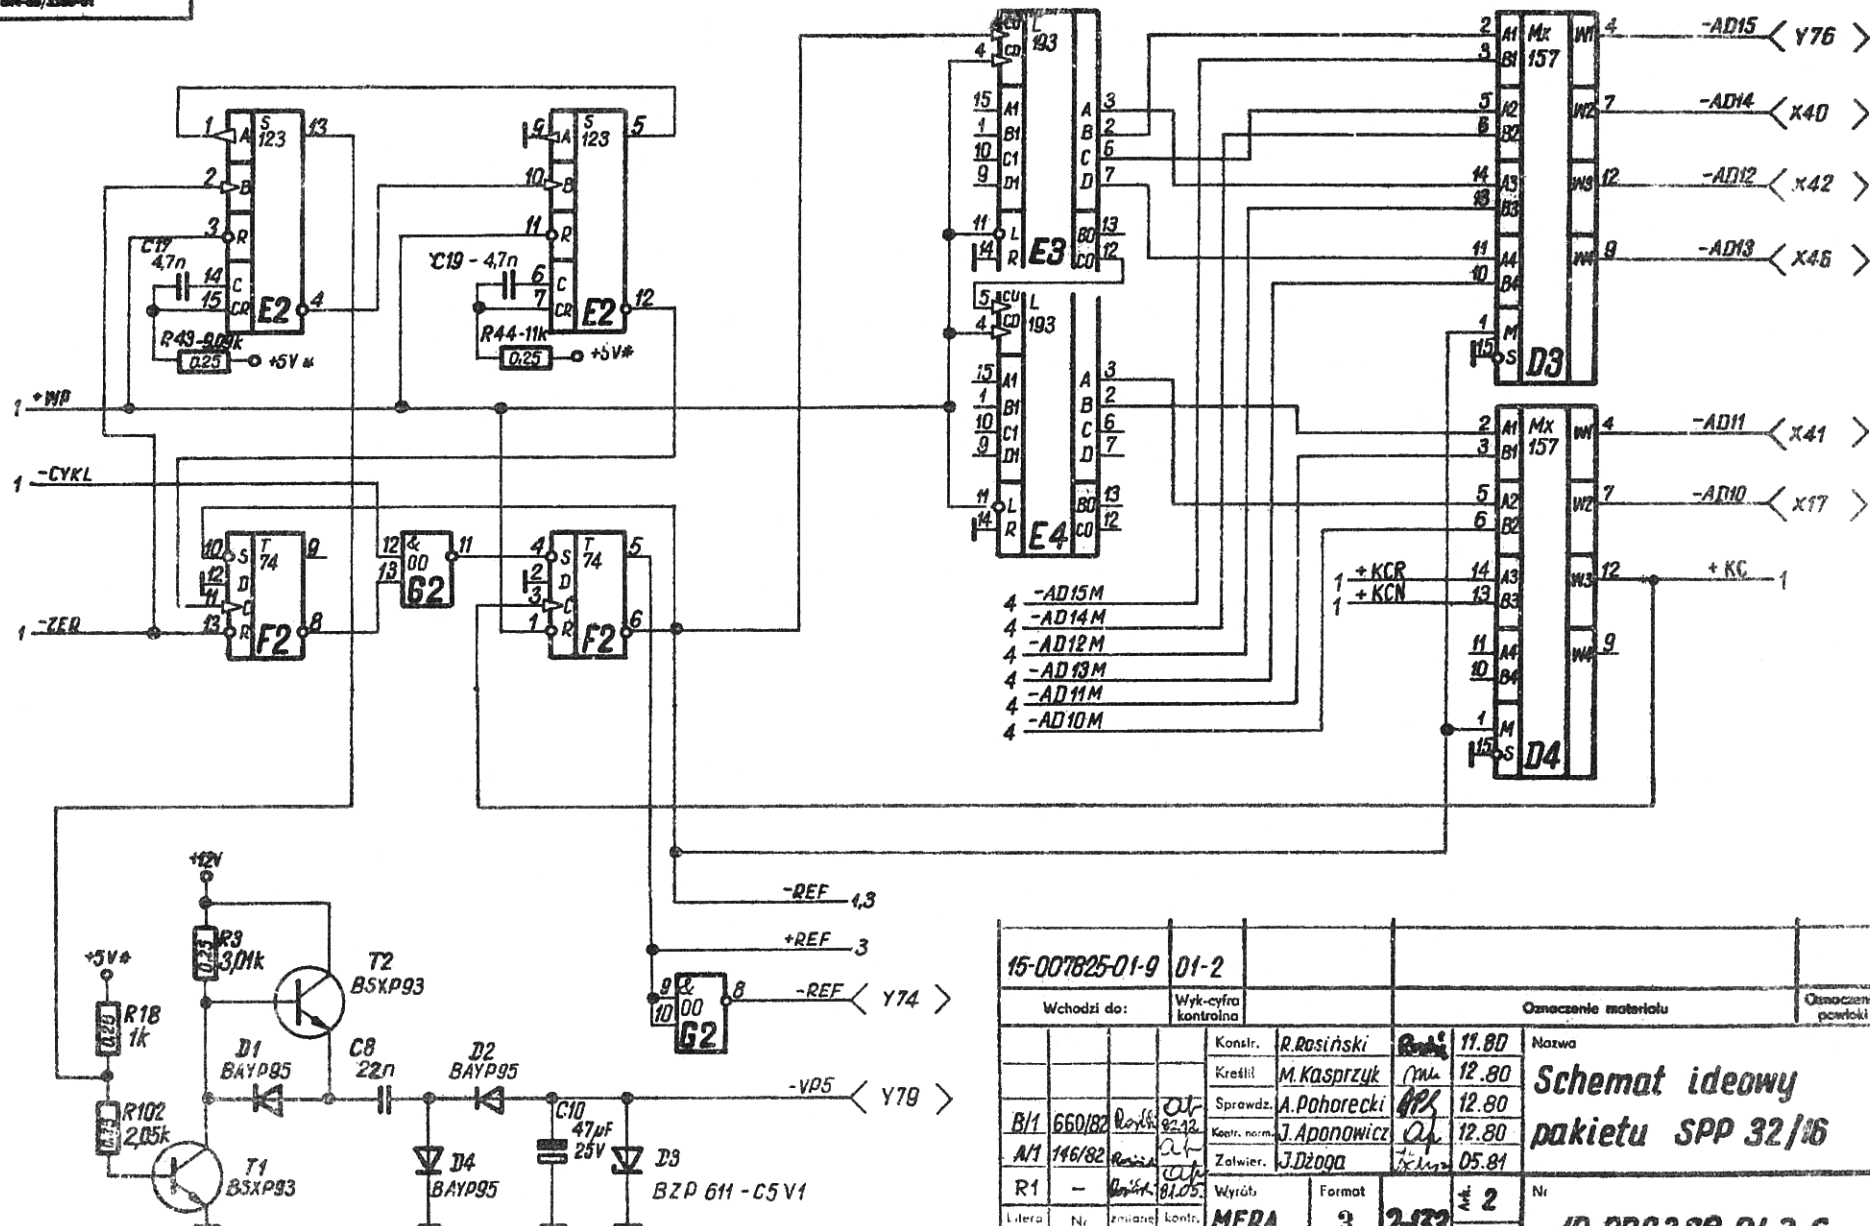 1 +WP
1 -CYKL
1 -ZER
1 A S 123 13
2 B
3 R
C17 4,7n
14 C
15 CR
E2 4
0.25 +5V*
9 A S 123 5
10 B
11 R
C19 - 4,7n
6 C
7 CR
E2 12
R44-11k
0.25 +5V*
10 S T 74 9
12 D
11 C
13 R F2 8
12 & 00 11
13 G2
4 S T 74 5
2 D
3 C
1 R F2 6
CU L 193
4 CD
15 A1 A 3
1 B1 B 2
10 C1 C 6
9 D1 D 7
11 L BO 13
14 R E3 CO 12
5 CU L 193
4 CD
15 A1 A 3
1 B1 B 2
10 C1 C 6
9 D1 D 7
11 L BO 13
14 R E4 CO 12
4 -AD15M
4 -AD14M
4 -AD12M
4 -AD13M
4 -AD11M
4 -AD10M
2 A1 Mx 157 W1 4 -AD15 Y76
3 B1
5 A2 W2 7 -AD14 X40
6 B2
14 A3 W3 12 -AD12 X42
13 B3
11 A4 W4 9 -AD13 X46
10 B4
1 M
15 S D3
2 A1 Mx 157 W1 4 -AD11 X41
3 B1
5 A2 W2 7 -AD10 X17
6 B2
1 +KCR 14 A3 W3 12 +KC 1
1 +KCN 13 B3
11 A4 W4 9
10 B4
1 M
15 S D4
-REF 1,3
+REF 3
9 & 00 8 -REF Y74
10 G2
-VP5 Y79
+12V
R3 0.25 3,01k
+5V*
R18 0.25 1k
R102 2,05k
T2 BSXP93
T1 BSXP93
D1 BAYP95
C8 22n
D2 BAYP95
D4 BAYP95
C10 47µF 25V
D3 BZP 611 - C5V1
15-007825-01-9 01-2
Wchodzi do: Wyk-cyfra kontrolna Oznaczenie materiału
Konstr. R.Rosiński 11.80
Kreślił M.Kasprzyk 12.80
Sprawdz. A.Pohorecki 12.80
Kontr. norm. J.Aponowicz 12.80
Zatwier. J.Dżoga 05.81
B/1 660/82
A/1 146/82
R1 - 81.05
Litera Nr zmiany kontr.
Nazwa
Schemat ideowy
pakietu SPP 32/16
Wyrób MERA
Format 3
Ark. 2
Nr